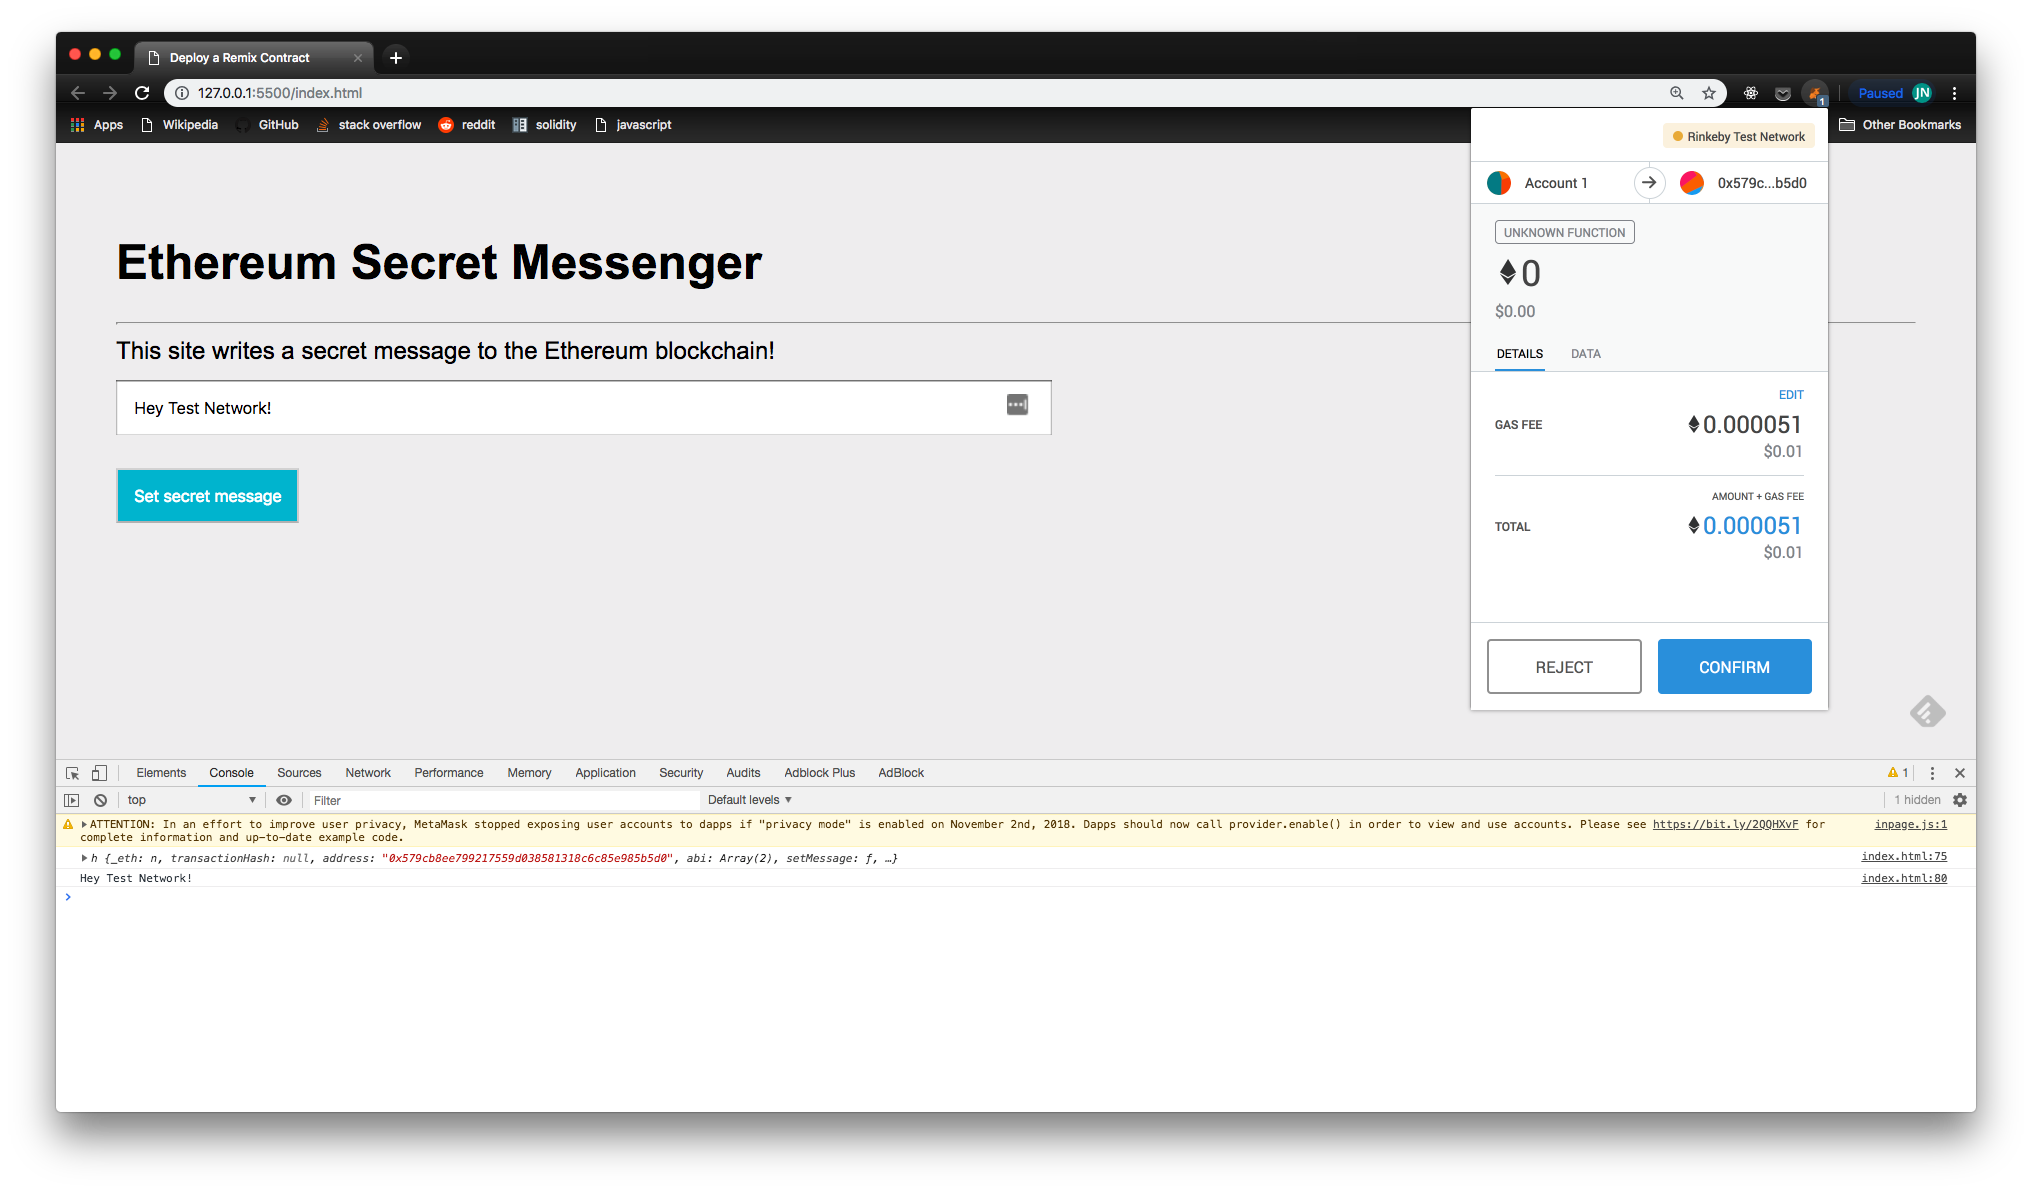 Deploy a Remix Contract
127.0.0.1:5500/index.html
Paused JN
1
Apps Wikipedia GitHub stack overflow reddit solidity javascript Other Bookmarks
Rinkeby Test Network
Account 1 0x579c...b5d0
UNKNOWN FUNCTION
0
$0.00
DETAILS DATA
EDIT
GAS FEE 0.000051
$0.01
AMOUNT + GAS FEE
TOTAL 0.000051
$0.01
REJECT CONFIRM
Ethereum Secret Messenger
This site writes a secret message to the Ethereum blockchain!
Hey Test Network!
Set secret message
Elements Console Sources Network Performance Memory Application Security Audits Adblock Plus AdBlock 1
top Filter Default levels 1 hidden
ATTENTION: In an effort to improve user privacy, MetaMask stopped exposing user accounts to dapps if "privacy mode" is enabled on November 2nd, 2018. Dapps should now call provider.enable() in order to view and use accounts. Please see https://bit.ly/2QQHXvF for inpage.js:1
complete information and up-to-date example code.
h {_eth: n, transactionHash: null, address: "0x579cb8ee799217559d038581318c6c85e985b5d0", abi: Array(2), setMessage: ƒ, …} index.html:75
Hey Test Network! index.html:80